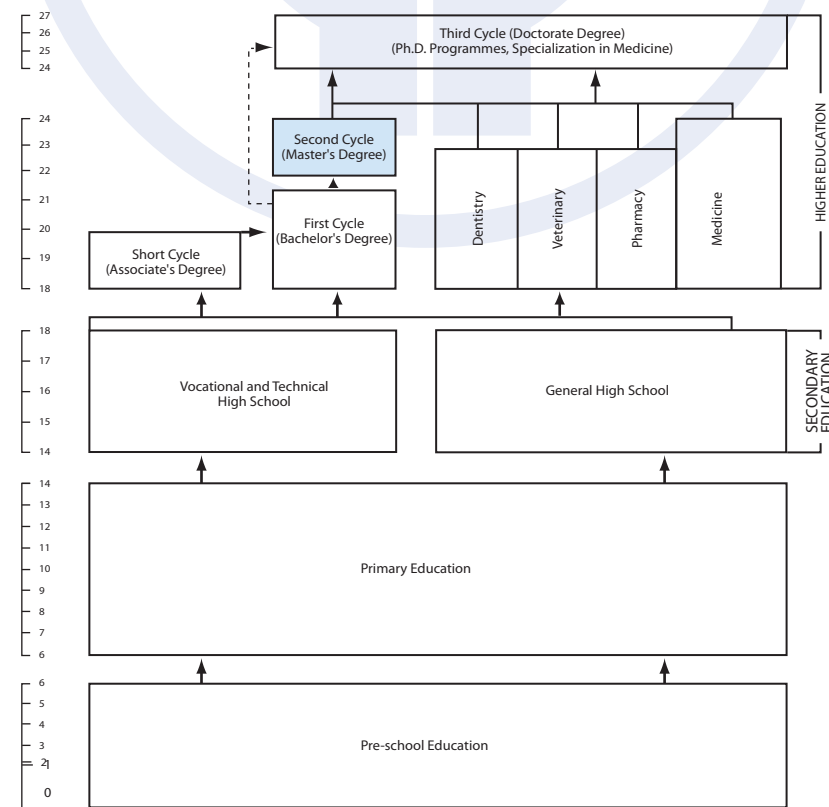 27
26
25
24
Third Cycle (Doctorate Degree)
(Ph.D. Programmes, Specialization in Medicine)
24
23
22
21
20
19
18
Second Cycle
(Master's Degree)
First Cycle
(Bachelor's Degree)
Short Cycle
(Associate's Degree)
Dentistry
Veterinary
Pharmacy
Medicine
HIGHER EDUCATION
18
17
16
15
14
Vocational and Technical
High School
General High School
SECONDARY
EDUCATION
14
13
12
11
10
9
8
7
6
Primary Education
6
5
4
3
2
1
0
Pre-school Education